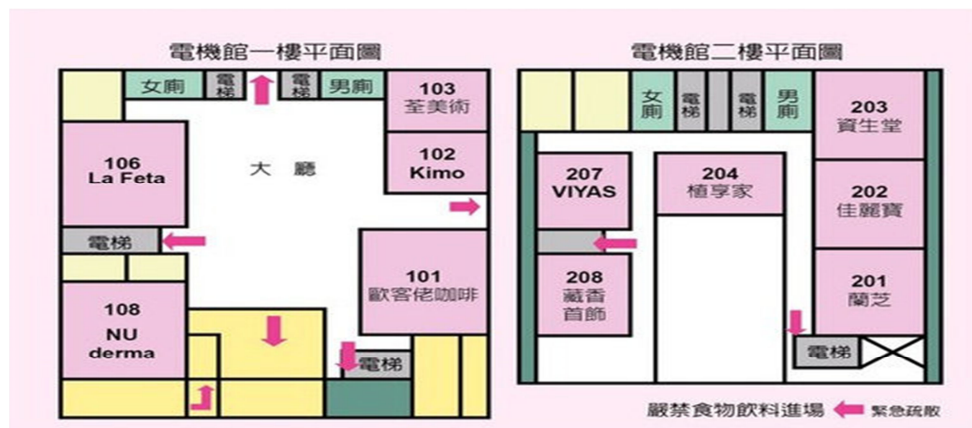 電機館一樓平面圖
女廁
電梯
電梯
男廁
103
荃美術
102
Kimo
106
La Feta
大廳
電梯
101
歐客佬咖啡
108
NU
derma
電梯
電機館二樓平面圖
女廁
電梯
電梯
男廁
203
資生堂
207
VIYAS
204
植享家
202
佳麗寶
208
藏香
首飾
201
蘭芝
電梯
嚴禁食物飲料進場
緊急疏散